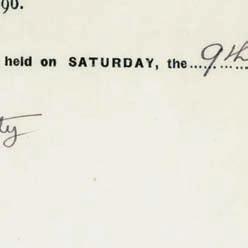 90.
held on SATURDAY, the ......9th
ty